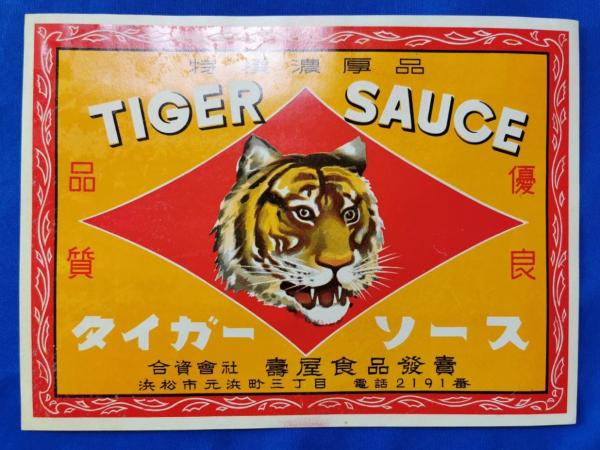 特撰濃厚品
TIGER SAUCE
優良
品質
タイガー ソース
合資會社 壽屋食品發賣
浜松市元浜町三丁目 電話2191番